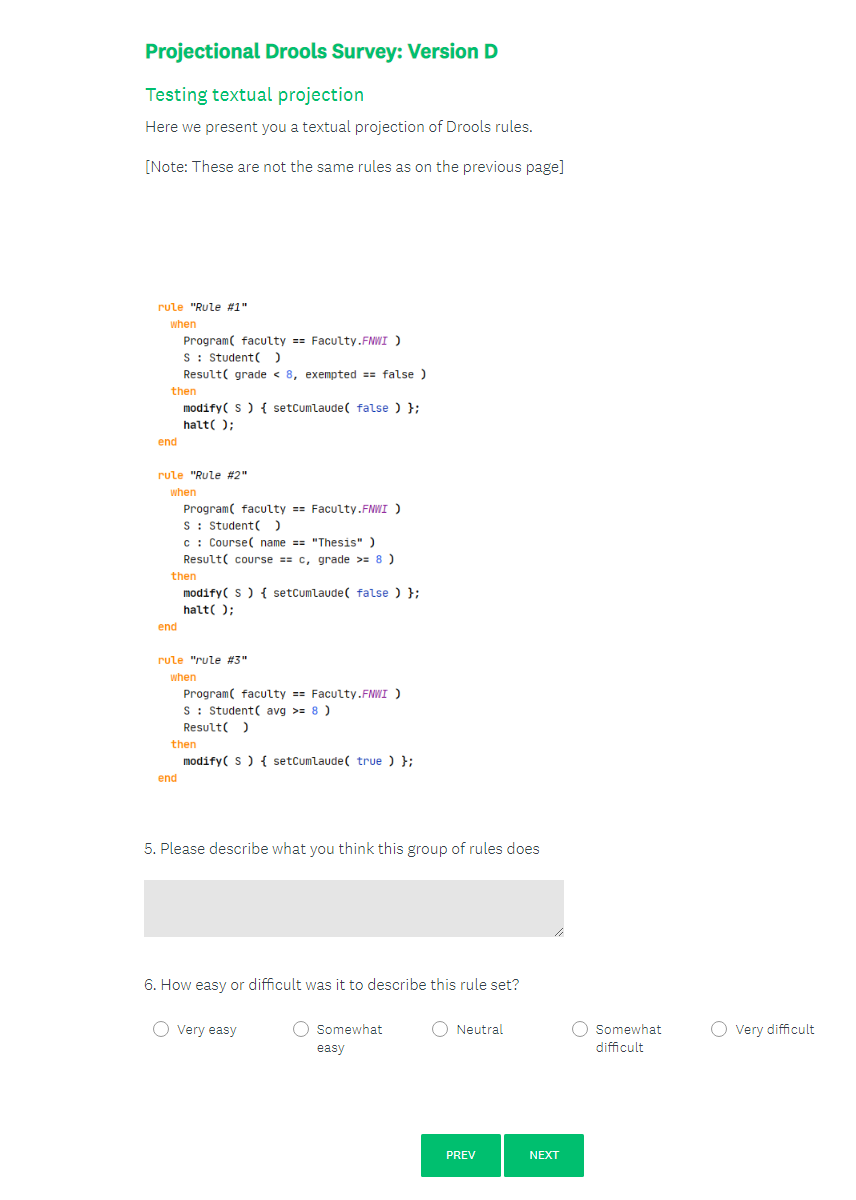 Projectional Drools Survey: Version D
Testing textual projection
Here we present you a textual projection of Drools rules.
[Note: These are not the same rules as on the previous page]
rule "Rule #1"
when
Program( faculty == Faculty.FNWI )
S : Student( )
Result( grade < 8, exempted == false )
then
modify( S ) { setCumlaude( false ) };
halt( );
end
rule "Rule #2"
when
Program( faculty == Faculty.FNWI )
S : Student( )
c : Course( name == "Thesis" )
Result( course == c, grade >= 8 )
then
modify( S ) { setCumlaude( false ) };
halt( );
end
rule "rule #3"
when
Program( faculty == Faculty.FNWI )
S : Student( avg >= 8 )
Result( )
then
modify( S ) { setCumlaude( true ) };
end
5. Please describe what you think this group of rules does
6. How easy or difficult was it to describe this rule set?
Very easy
Somewhat
easy
Neutral
Somewhat
difficult
Very difficult
PREV NEXT